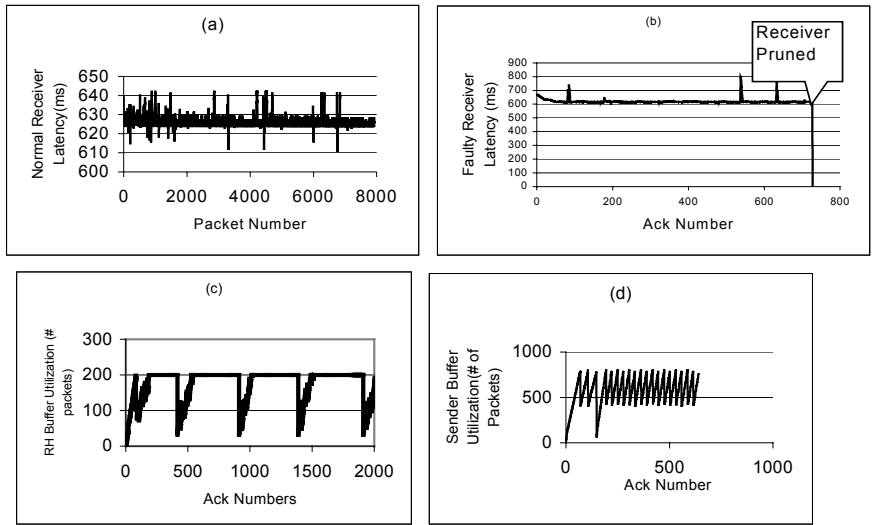 (a)
Normal Receiver
Latency(ms)
650
640
630
620
610
600
0 2000 4000 6000 8000
Packet Number
(b)
Receiver
Pruned
Faulty Receiver
Latency (ms)
900
800
700
600
500
400
300
200
100
0
0 200 400 600 800
Ack Number
(c)
RH Buffer Utilization (#
packets)
300
200
100
0
0 500 1000 1500 2000
Ack Numbers
(d)
Sender Buffer
Utilization(# of
Packets)
1000
500
0
0 500 1000
Ack Number